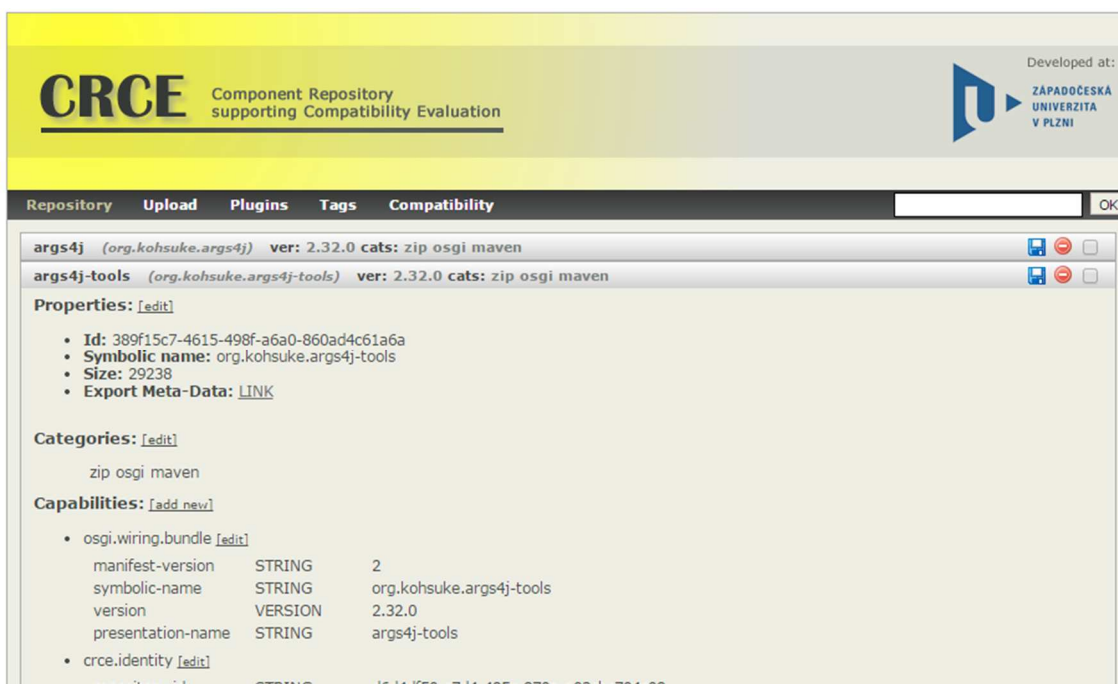 CRCE
Component Repository
supporting Compatibility Evaluation
Developed at:
ZÁPADOČESKÁ
UNIVERZITA
V PLZNI
Repository Upload Plugins Tags Compatibility OK
args4j (org.kohsuke.args4j) ver: 2.32.0 cats: zip osgi maven
args4j-tools (org.kohsuke.args4j-tools) ver: 2.32.0 cats: zip osgi maven
Properties: [edit]
• Id: 389f15c7-4615-498f-a6a0-860ad4c61a6a
• Symbolic name: org.kohsuke.args4j-tools
• Size: 29238
• Export Meta-Data: LINK
Categories: [edit]
zip osgi maven
Capabilities: [add new]
• osgi.wiring.bundle [edit]
manifest-version STRING 2
symbolic-name STRING org.kohsuke.args4j-tools
version VERSION 2.32.0
presentation-name STRING args4j-tools
• crce.identity [edit]
STRING